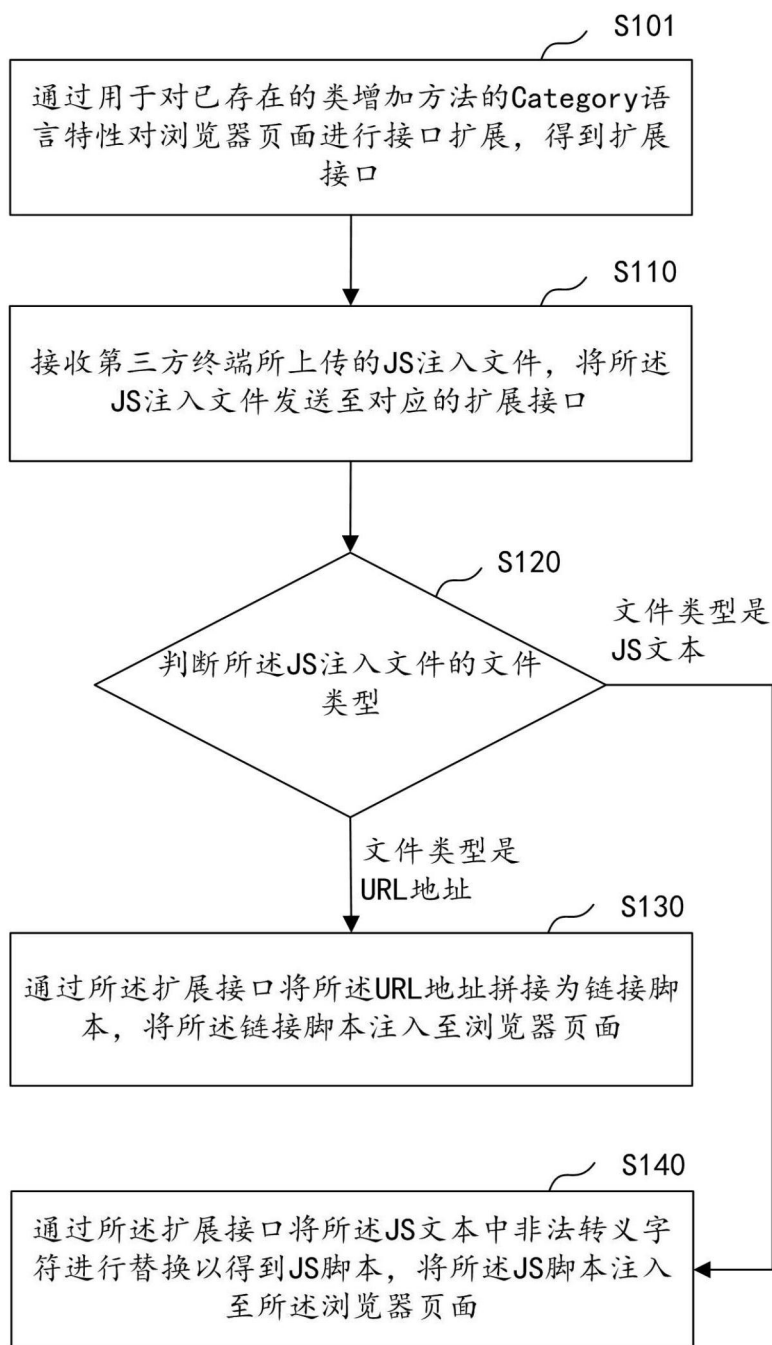 S101
通过用于对已存在的类增加方法的Category语
言特性对浏览器页面进行接口扩展，得到扩展
接口
S110
接收第三方终端所上传的JS注入文件，将所述
JS注入文件发送至对应的扩展接口
S120
文件类型是
JS文本
判断所述JS注入文件的文件
类型
文件类型是
URL地址
S130
通过所述扩展接口将所述URL地址拼接为链接脚
本，将所述链接脚本注入至浏览器页面
S140
通过所述扩展接口将所述JS文本中非法转义字
符进行替换以得到JS脚本，将所述JS脚本注入
至所述浏览器页面